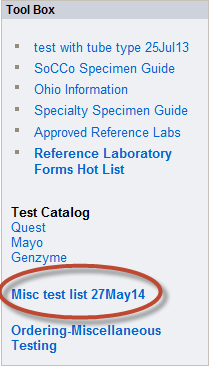 Tool Box
test with tube type 25Jul13
SoCCo Specimen Guide
Ohio Information
Specialty Specimen Guide
Approved Reference Labs
Reference Laboratory
Forms Hot List
Test Catalog
Quest
Mayo
Genzyme
Misc test list 27May14
Ordering-Miscellaneous
Testing